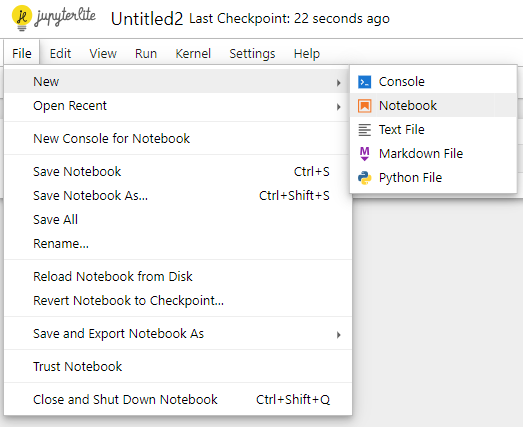 jupyterlite Untitled2 Last Checkpoint: 22 seconds ago
File Edit View Run Kernel Settings Help
New
Open Recent
New Console for Notebook
Save Notebook Ctrl+S
Save Notebook As... Ctrl+Shift+S
Save All
Rename...
Reload Notebook from Disk
Revert Notebook to Checkpoint...
Save and Export Notebook As
Trust Notebook
Close and Shut Down Notebook Ctrl+Shift+Q
Console
Notebook
Text File
Markdown File
Python File